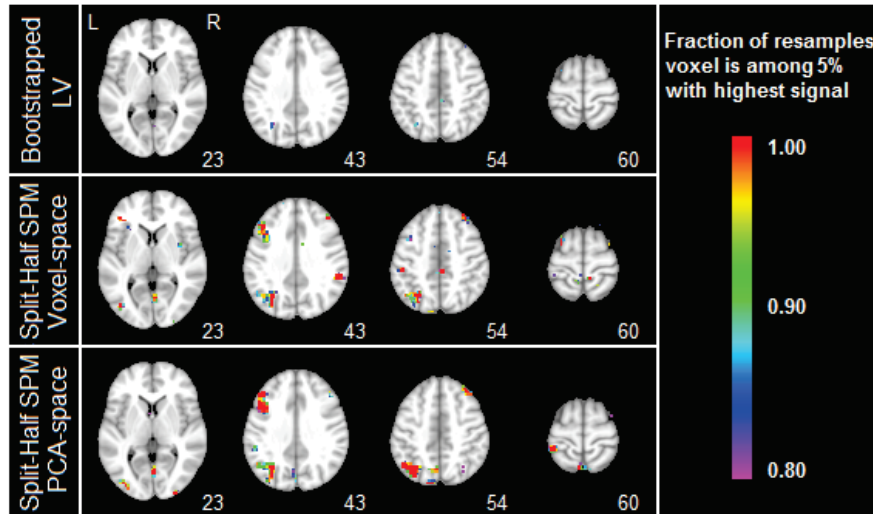 L R
Bootstrapped
LV
23 43 54 60
Split-Half SPM
Voxel-space
23 43 54 60
Split-Half SPM
PCA-space
23 43 54 60
Fraction of resamples
voxel is among 5%
with highest signal
1.00
0.90
0.80